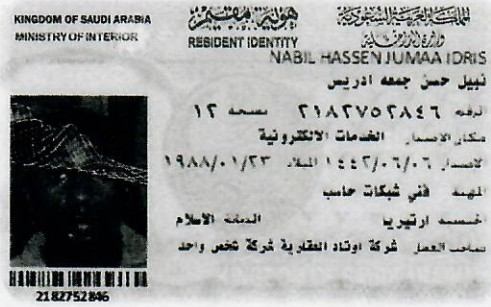 KINGDOM OF SAUDI ARABIA
MINISTRY OF INTERIOR
هوية مقيم
RESIDENT IDENTITY
المملكة العربية السعودية
وزارة الداخلية
NABIL HASSEN JUMAA IDRIS
نبيل حسن جمعه ادريس
الرقم ٢١٨٢٧٥٢٨٤٦ نسخة ١٢
مكان الاصدار الخدمات الالكترونية
الاصدار ١٤٤٢/٠٦/٠٦ الميلاد ١٩٨٨/٠١/٢٣
المهنة فني شبكات حاسب
الجنسية ارتيريا الديانة الاسلام
صاحب العمل شركة اوتاد العقارية شركة شخص واحد
2182752846